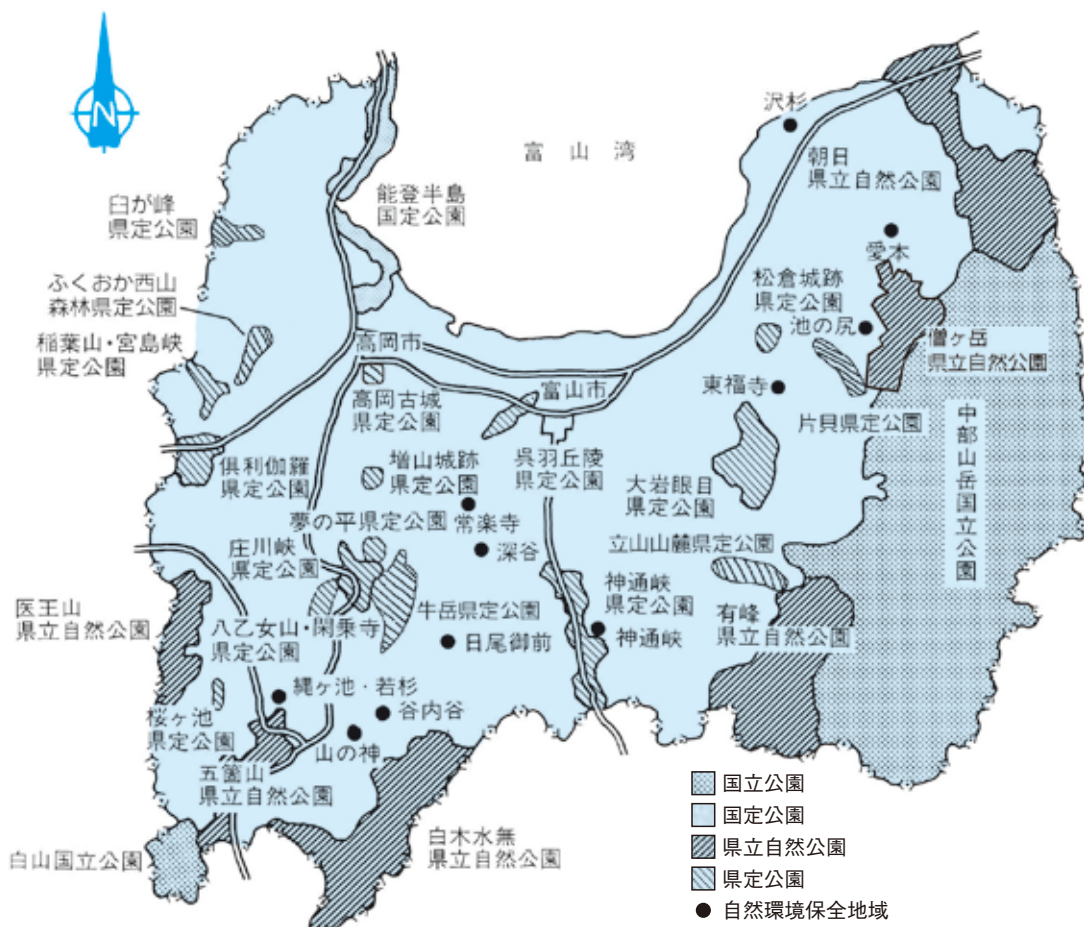 N
富山湾
沢杉
朝日
県立自然公園
能登半島
国定公園
臼が峰
県定公園
愛本
ふくおか西山
森林県定公園
松倉城跡
県定公園
池の尻
稲葉山・宮島峡
県定公園
僧ヶ岳
県立自然公園
高岡市
富山市
東福寺
高岡古城
県定公園
片貝県定公園
中部山岳国立公園
倶利伽羅
県定公園
増山城跡
県定公園
呉羽丘陵
県定公園
大岩眼目
県定公園
夢の平県定公園
常楽寺
庄川峡
県定公園
深谷
立山山麓県定公園
医王山
県立自然公園
神通峡
県定公園
有峰
県立自然公園
八乙女山・閑乗寺
県定公園
牛岳県定公園
日尾御前
神通峡
縄ヶ池・若杉
谷内谷
桜ヶ池
県定公園
山の神
五箇山
県立自然公園
白山国立公園
白木水無
県立自然公園
国立公園
国定公園
県立自然公園
県定公園
自然環境保全地域